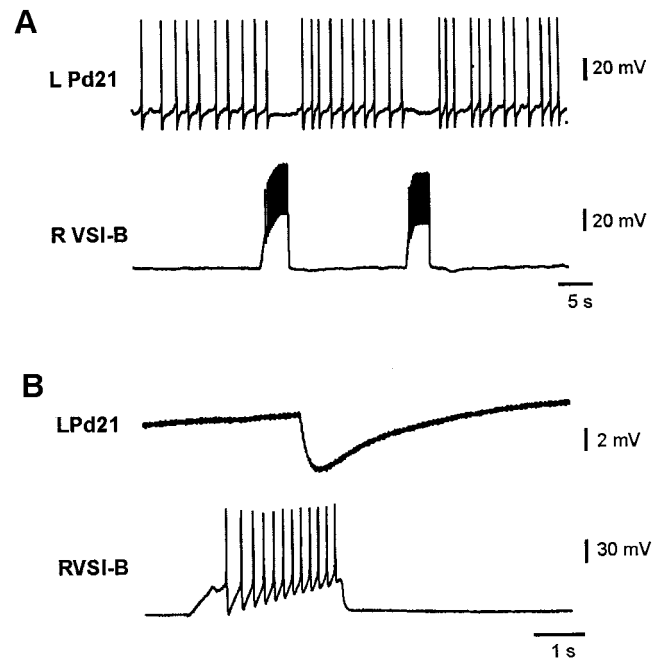 A
L Pd21
20 mV
R VSI-B
20 mV
5 s
B
LPd21
2 mV
RVSI-B
30 mV
1 s